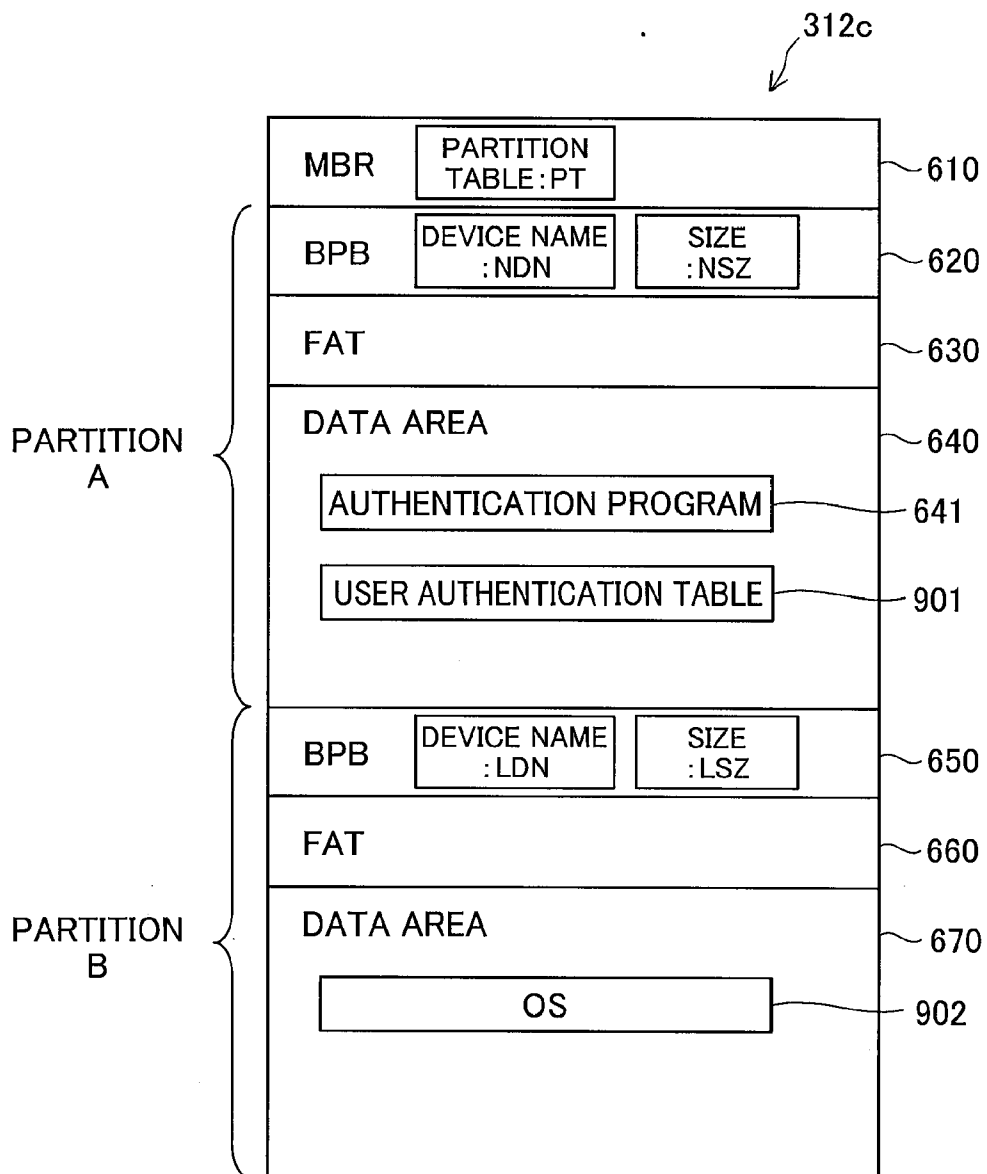 312c
MBR
PARTITION
TABLE:PT
610
BPB
DEVICE NAME
:NDN
SIZE
:NSZ
620
FAT
630
DATA AREA
640
PARTITION
A
AUTHENTICATION PROGRAM
641
USER AUTHENTICATION TABLE
901
BPB
DEVICE NAME
:LDN
SIZE
:LSZ
650
FAT
660
DATA AREA
670
PARTITION
B
OS
902